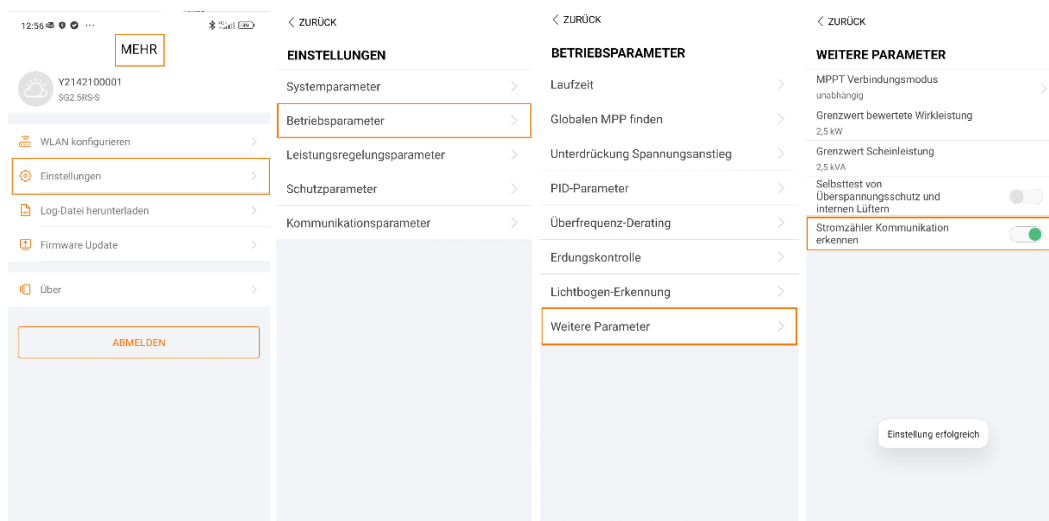 12:56
MEHR
Y2142100001
SG2.5RS-S
WLAN konfigurieren
Einstellungen
Log-Datei herunterladen
Firmware Update
Über
ABMELDEN
ZURÜCK
EINSTELLUNGEN
Systemparameter
Betriebsparameter
Leistungsregelungsparameter
Schutzparameter
Kommunikationsparameter
ZURÜCK
BETRIEBSPARAMETER
Laufzeit
Globalen MPP finden
Unterdrückung Spannungsanstieg
PID-Parameter
Überfrequenz-Derating
Erdungskontrolle
Lichtbogen-Erkennung
Weitere Parameter
ZURÜCK
WEITERE PARAMETER
MPPT Verbindungsmodus
unabhängig
Grenzwert bewertete Wirkleistung
2,5 kW
Grenzwert Scheinleistung
2,5 kVA
Selbsttest von
Überspannungsschutz und
internen Lüftern
Stromzähler Kommunikation
erkennen
Einstellung erfolgreich